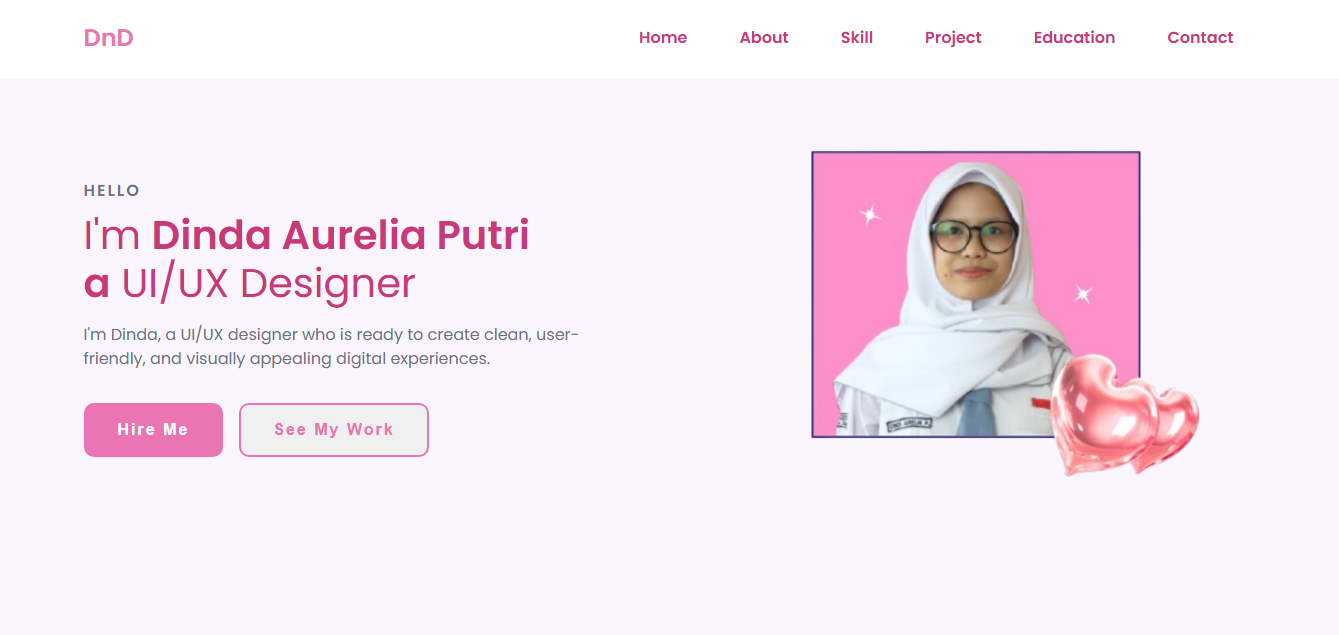 DnD
Home About Skill Project Education Contact
HELLO
I'm Dinda Aurelia Putri
a UI/UX Designer
I'm Dinda, a UI/UX designer who is ready to create clean, user-
friendly, and visually appealing digital experiences.
Hire Me
See My Work